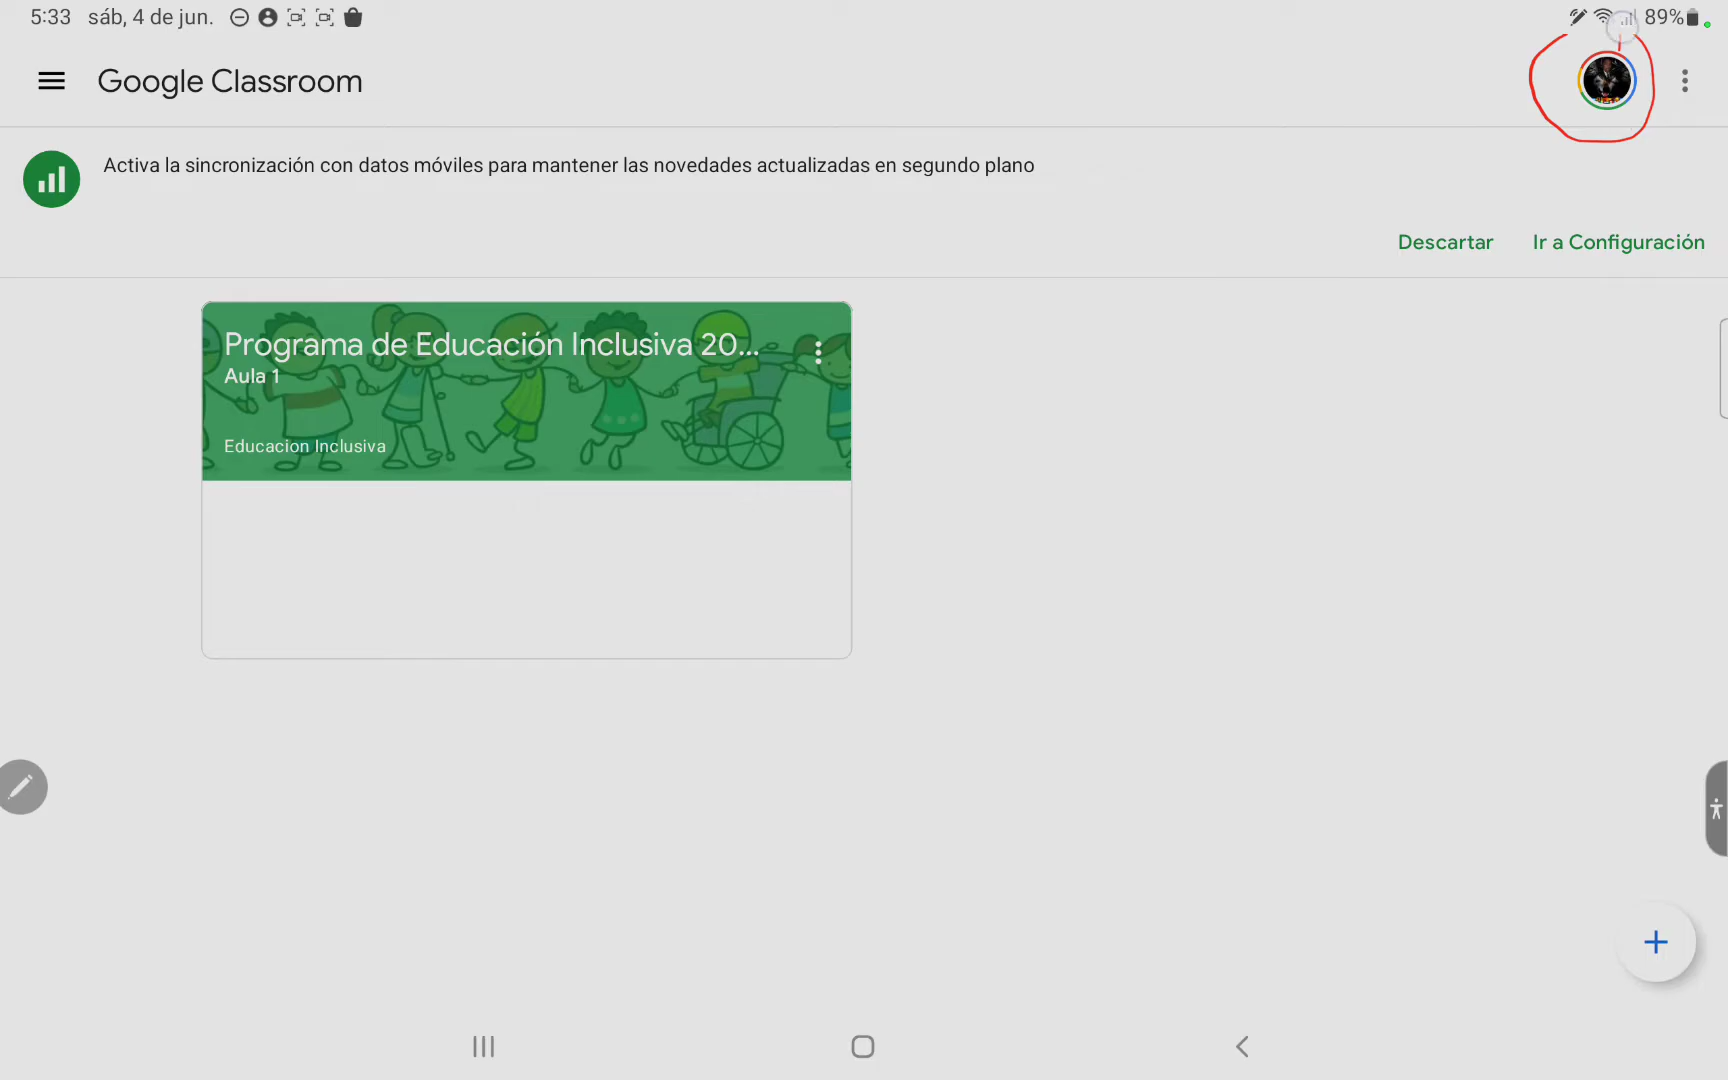 5:33 sáb, 4 de jun.
89%
Google Classroom
Activa la sincronización con datos móviles para mantener las novedades actualizadas en segundo plano
Descartar Ir a Configuración
Programa de Educación Inclusiva 20...
Aula 1
Educacion Inclusiva